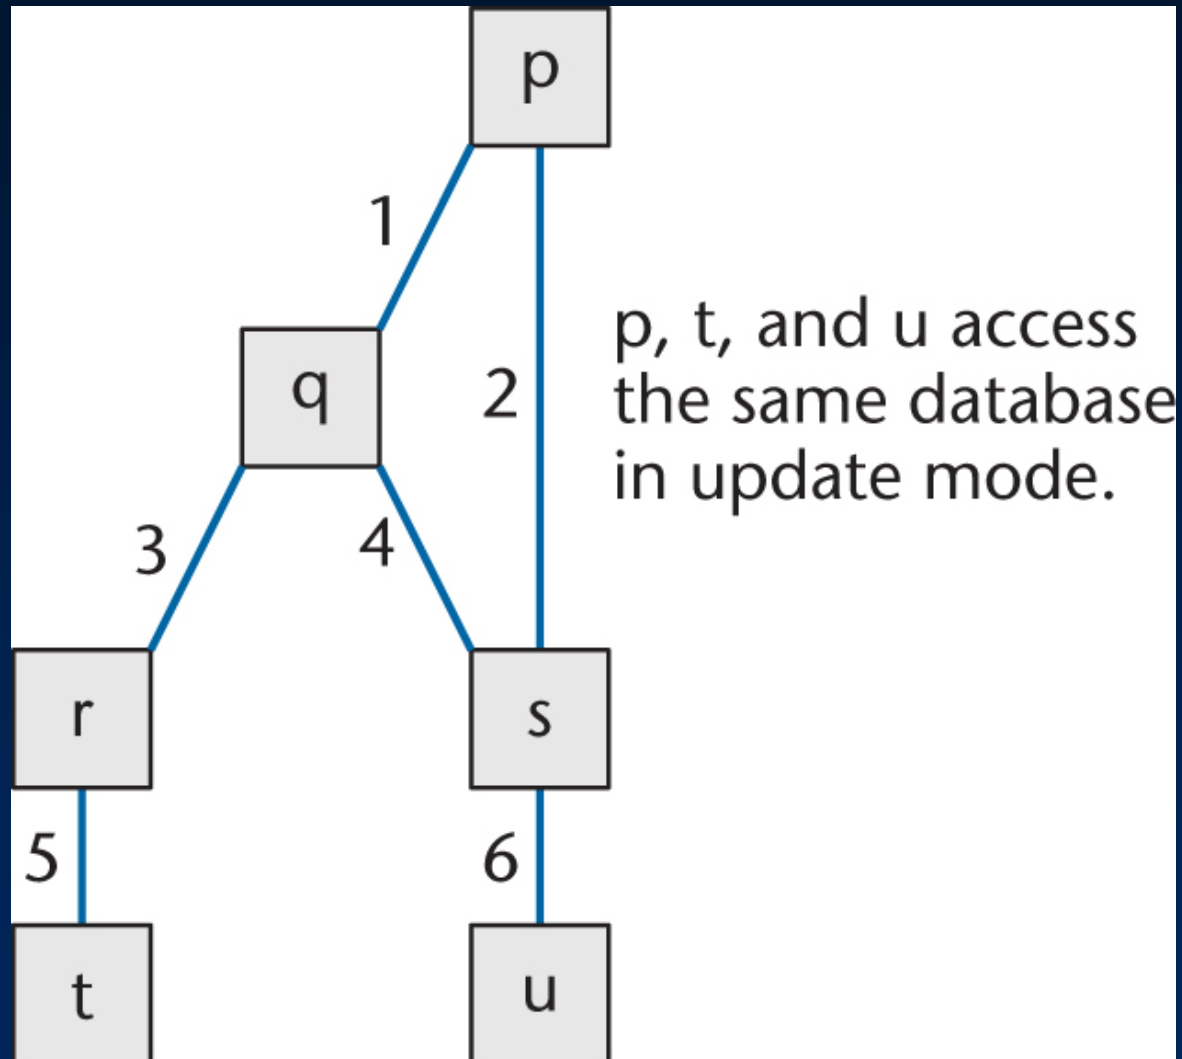 p
1
q
2
p, t, and u access
the same database
in update mode.
3
4
r
s
5
6
t
u